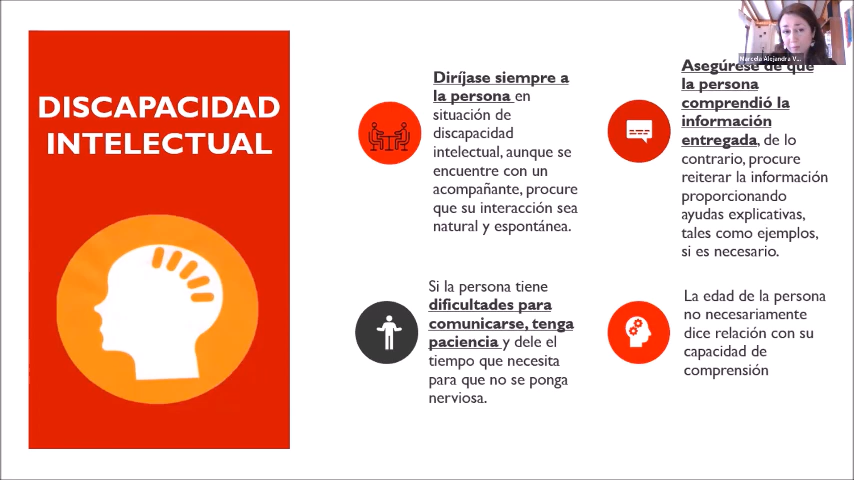 DISCAPACIDAD
INTELECTUAL
Diríjase siempre a
la persona en
situación de
discapacidad
intelectual, aunque se
encuentre con un
acompañante, procure
que su interacción sea
natural y espontánea.
Si la persona tiene
dificultades para
comunicarse, tenga
paciencia y dele el
tiempo que necesita
para que no se ponga
nerviosa.
Asegúrese de que
la persona
comprendió la
información
entregada, de lo
contrario, procure
reiterar la información
proporcionando
ayudas explicativas,
tales como ejemplos,
si es necesario.
La edad de la persona
no necesariamente
dice relación con su
capacidad de
comprensión
Marcela Alejandra V...